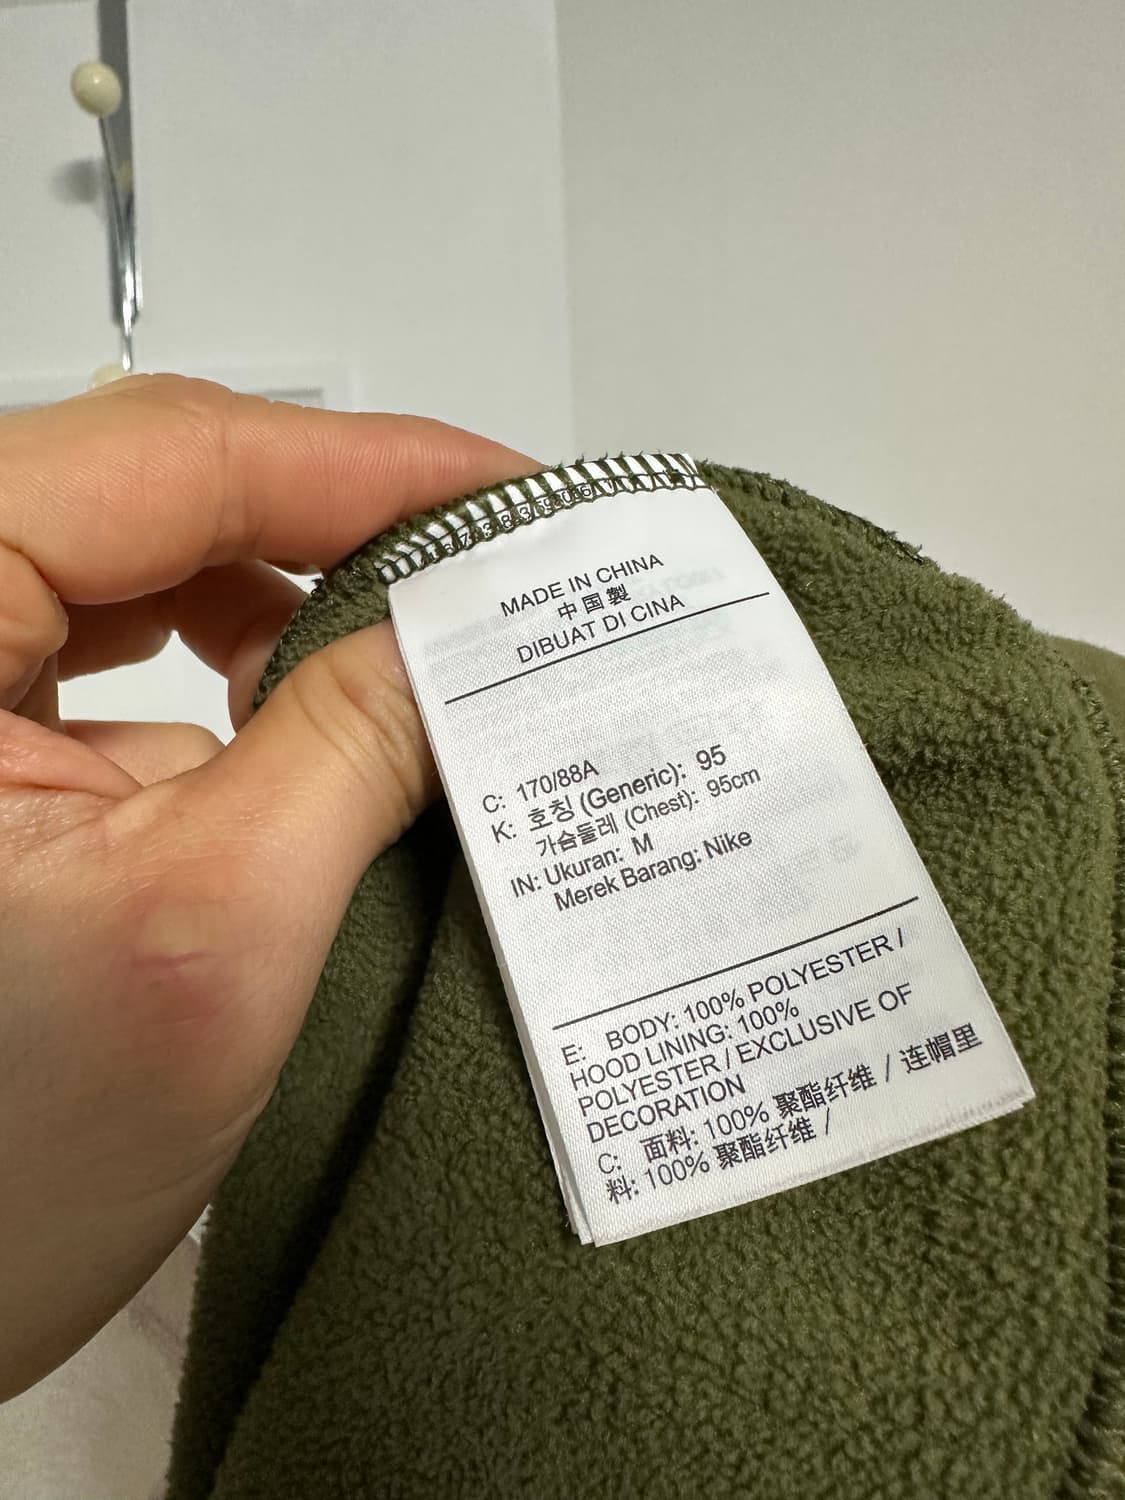 MADE IN CHINA
中国製
DIBUAT DI CINA
C: 170/88A
K: 호칭 (Generic): 95
가슴둘레 (Chest): 95cm
IN: Ukuran: M
Merek Barang: Nike
E: BODY: 100% POLYESTER /
HOOD LINING: 100%
POLYESTER / EXCLUSIVE OF
DECORATION
C: 面料: 100% 聚酯纤维 / 连帽里
料: 100% 聚酯纤维 /